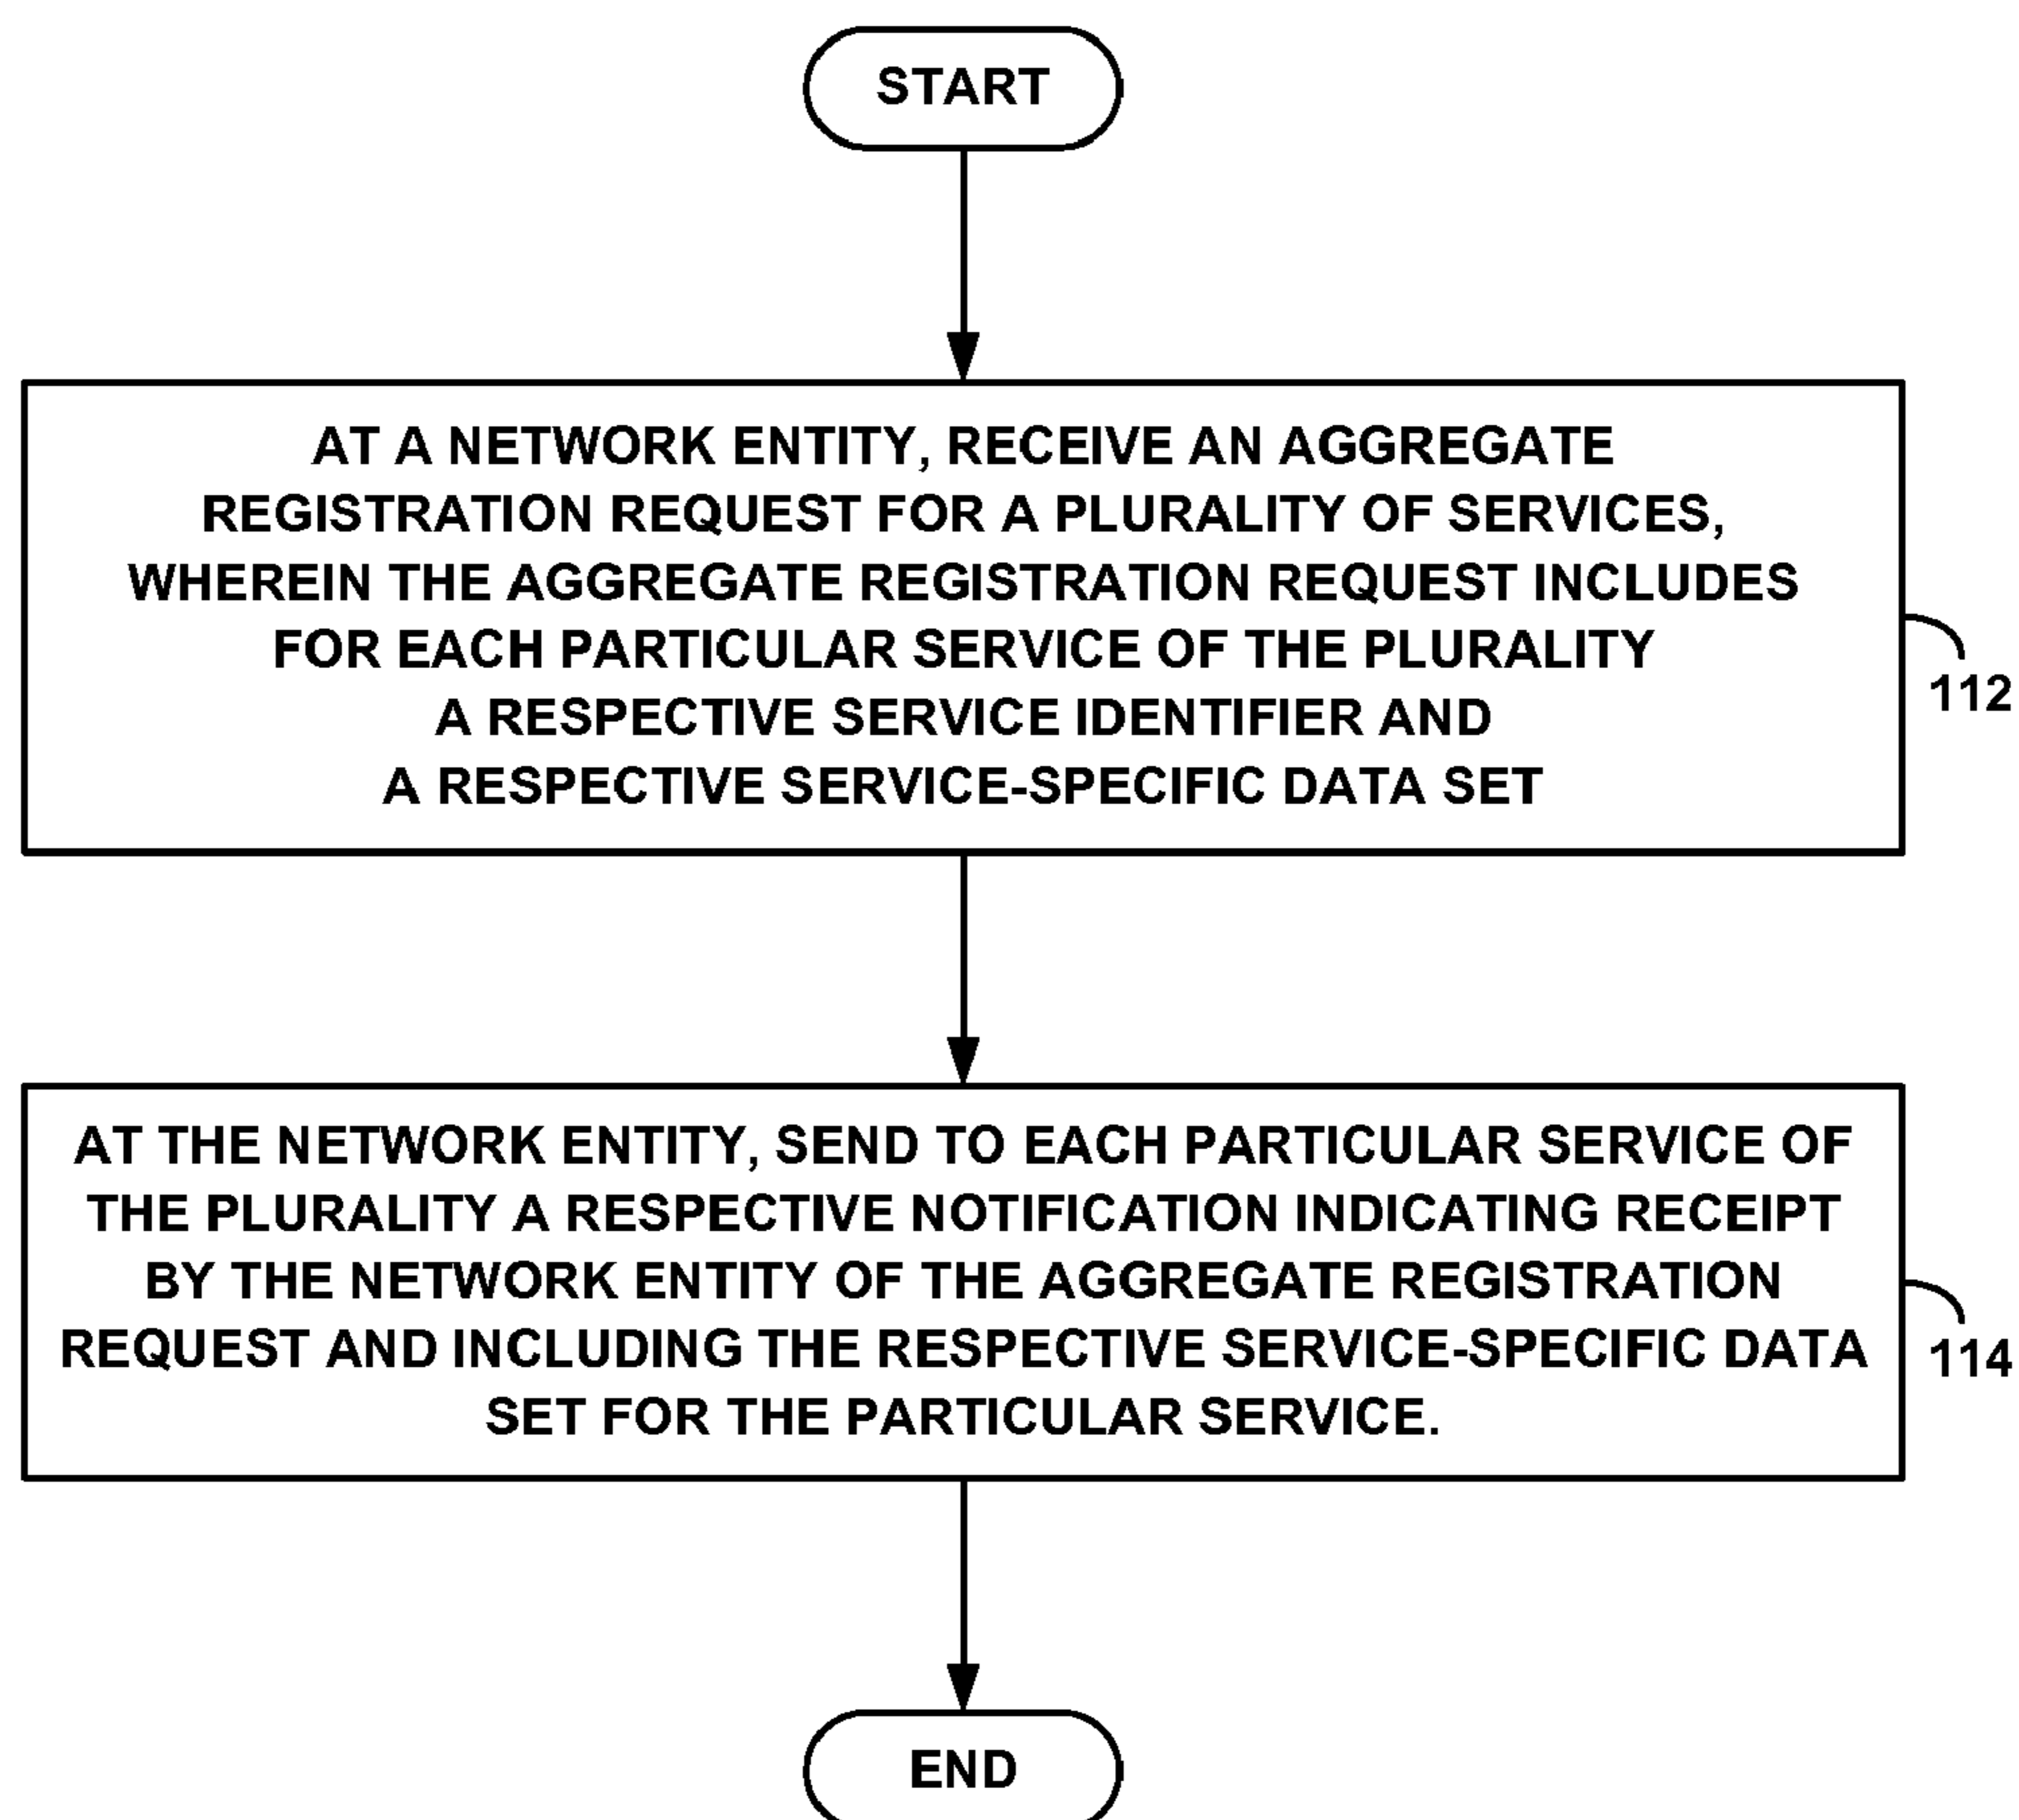 START
AT A NETWORK ENTITY, RECEIVE AN AGGREGATE
REGISTRATION REQUEST FOR A PLURALITY OF SERVICES,
WHEREIN THE AGGREGATE REGISTRATION REQUEST INCLUDES
FOR EACH PARTICULAR SERVICE OF THE PLURALITY
A RESPECTIVE SERVICE IDENTIFIER AND
A RESPECTIVE SERVICE-SPECIFIC DATA SET
112
AT THE NETWORK ENTITY, SEND TO EACH PARTICULAR SERVICE OF
THE PLURALITY A RESPECTIVE NOTIFICATION INDICATING RECEIPT
BY THE NETWORK ENTITY OF THE AGGREGATE REGISTRATION
REQUEST AND INCLUDING THE RESPECTIVE SERVICE-SPECIFIC DATA
SET FOR THE PARTICULAR SERVICE.
114
END